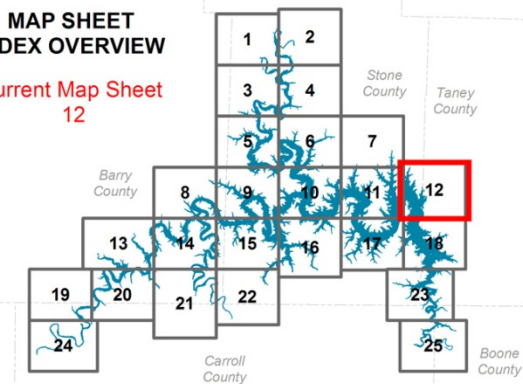 MAP SHEET
DEX OVERVIEW
urrent Map Sheet
12
1
2
Stone
County
Taney
County
3
4
5
6
7
Barry
County
8
9
10
11
12
13
14
15
16
17
18
19
20
21
22
23
24
25
Carroll
County
Boone
County